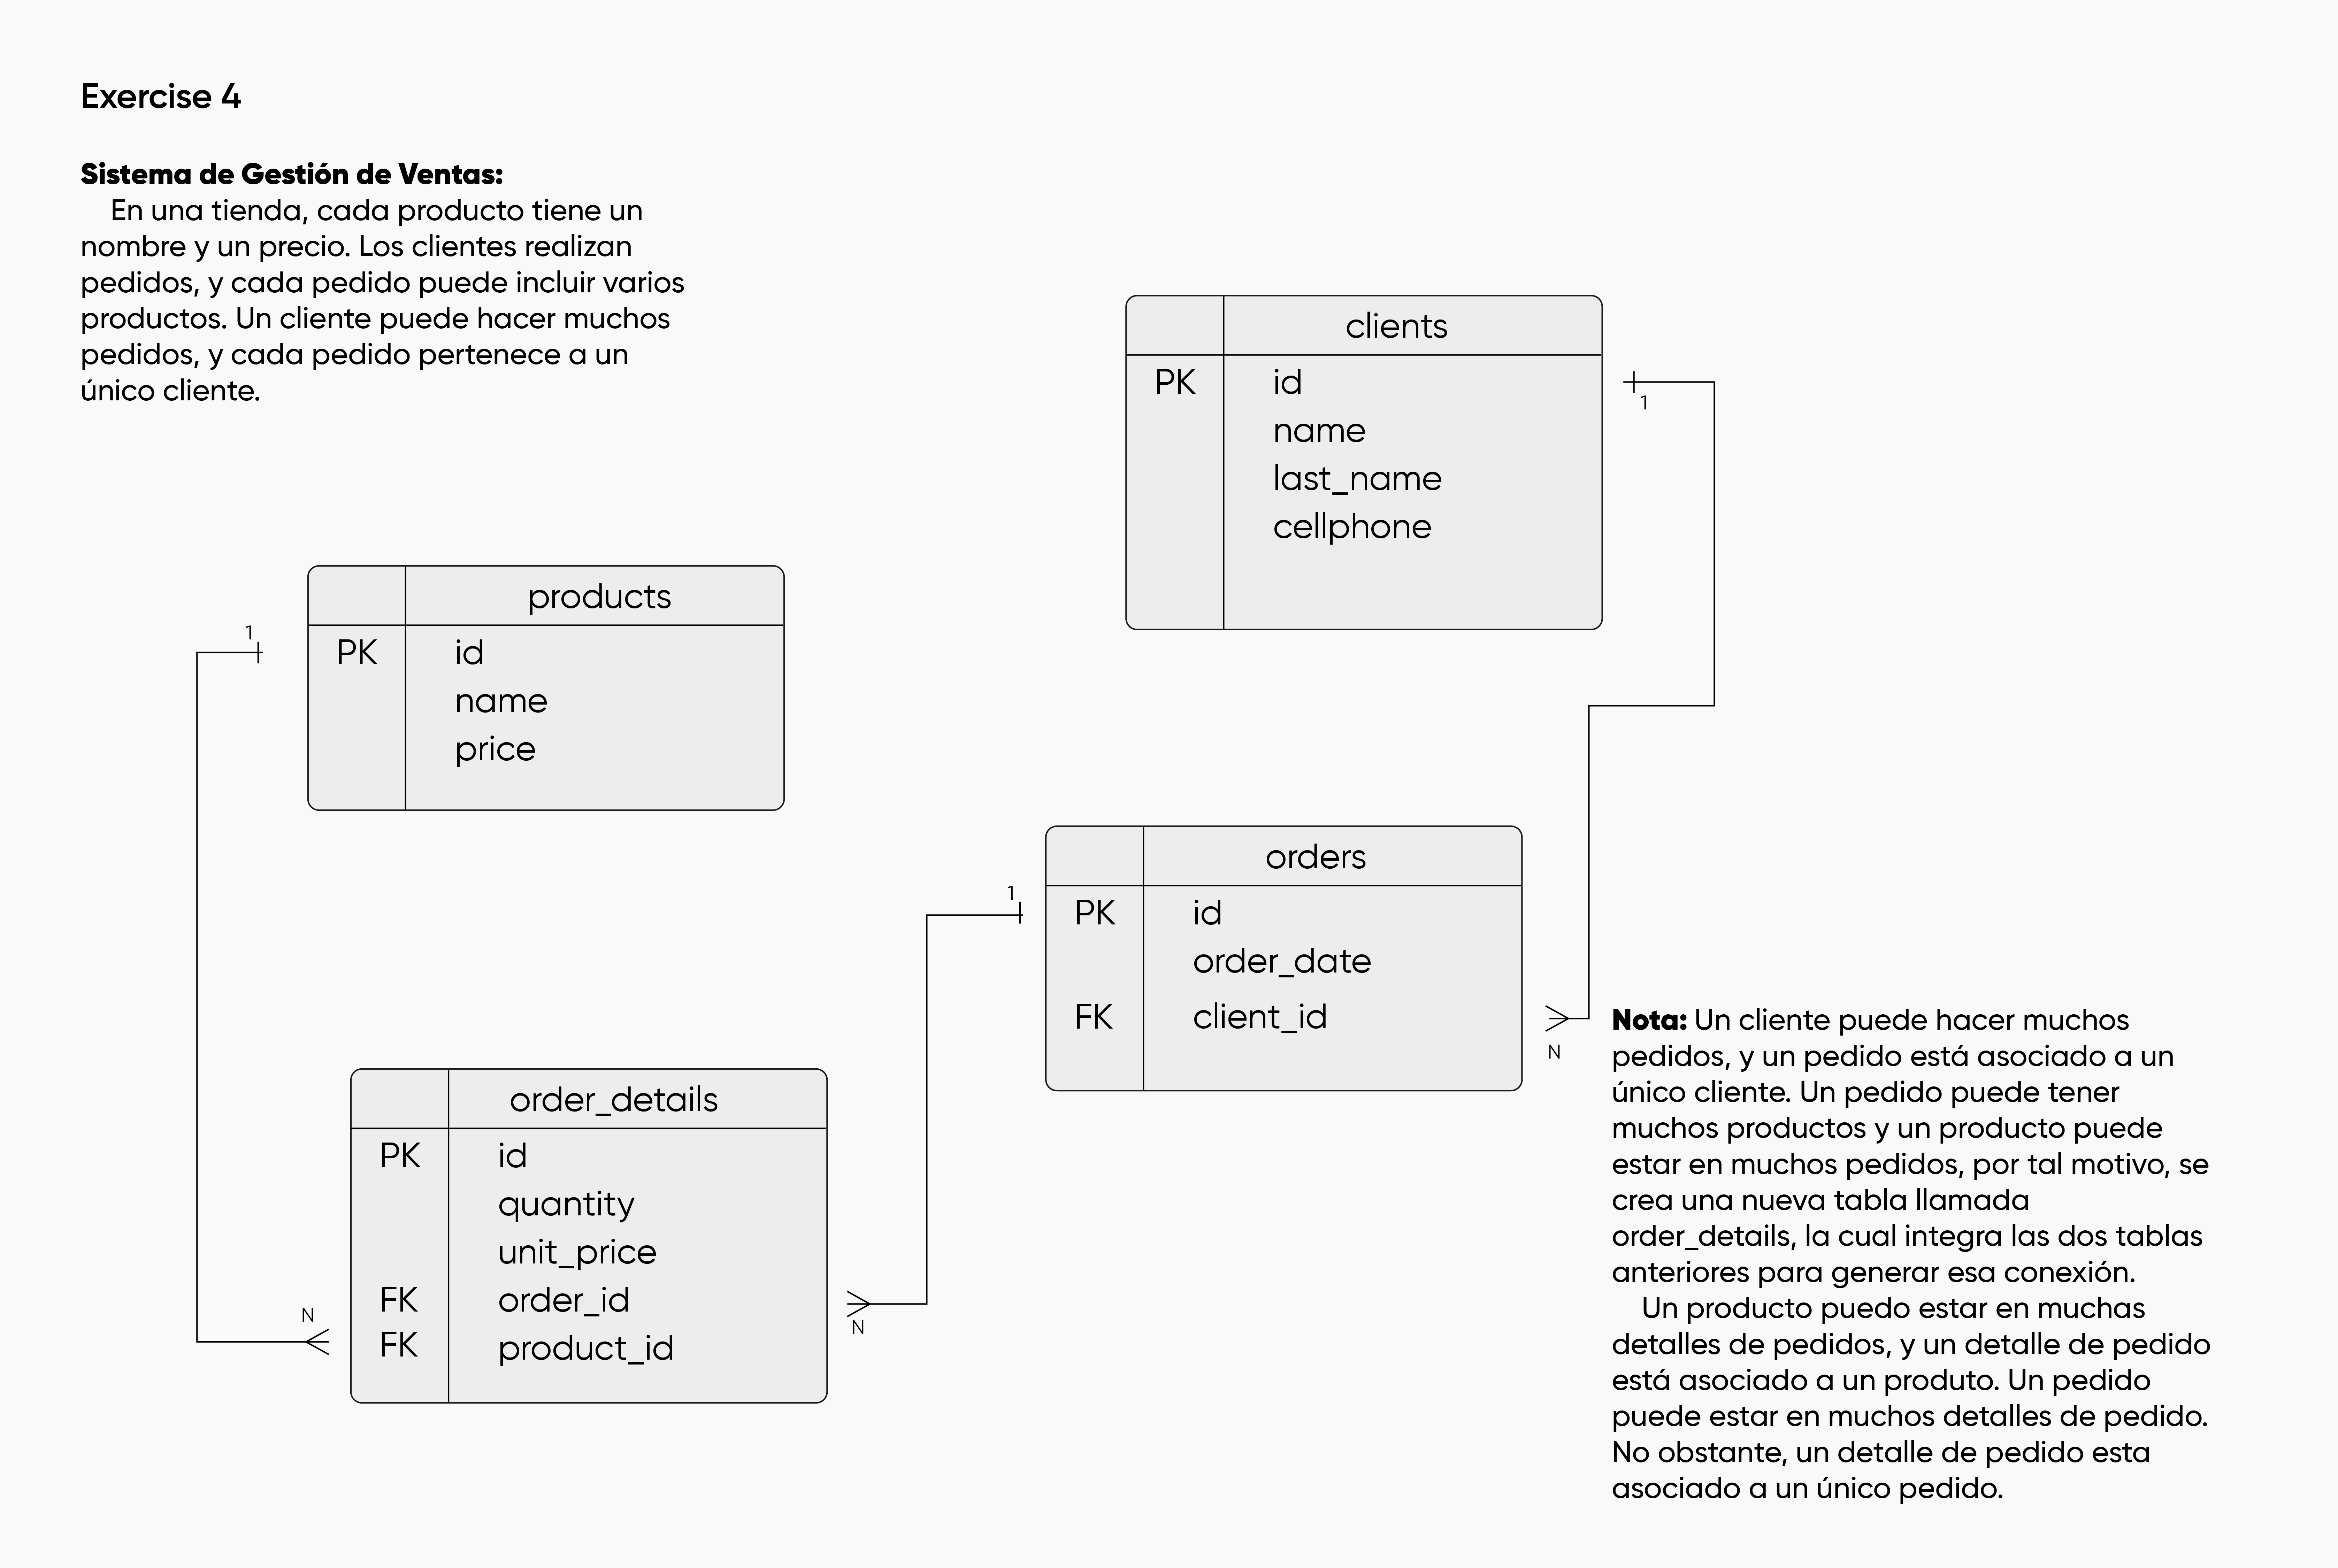 Exercise 4
Sistema de Gestión de Ventas:
En una tienda, cada producto tiene un
nombre y un precio. Los clientes realizan
pedidos, y cada pedido puede incluir varios
productos. Un cliente puede hacer muchos
pedidos, y cada pedido pertenece a un
único cliente.
clients
PK id
name
last_name
cellphone
1
products
1
PK id
name
price
orders
1
PK id
order_date
FK client_id
N
order_details
PK id
quantity
unit_price
FK order_id
N
FK product_id
N
Nota: Un cliente puede hacer muchos
pedidos, y un pedido está asociado a un
único cliente. Un pedido puede tener
muchos productos y un producto puede
estar en muchos pedidos, por tal motivo, se
crea una nueva tabla llamada
order_details, la cual integra las dos tablas
anteriores para generar esa conexión.
Un producto puedo estar en muchas
detalles de pedidos, y un detalle de pedido
está asociado a un produto. Un pedido
puede estar en muchos detalles de pedido.
No obstante, un detalle de pedido esta
asociado a un único pedido.